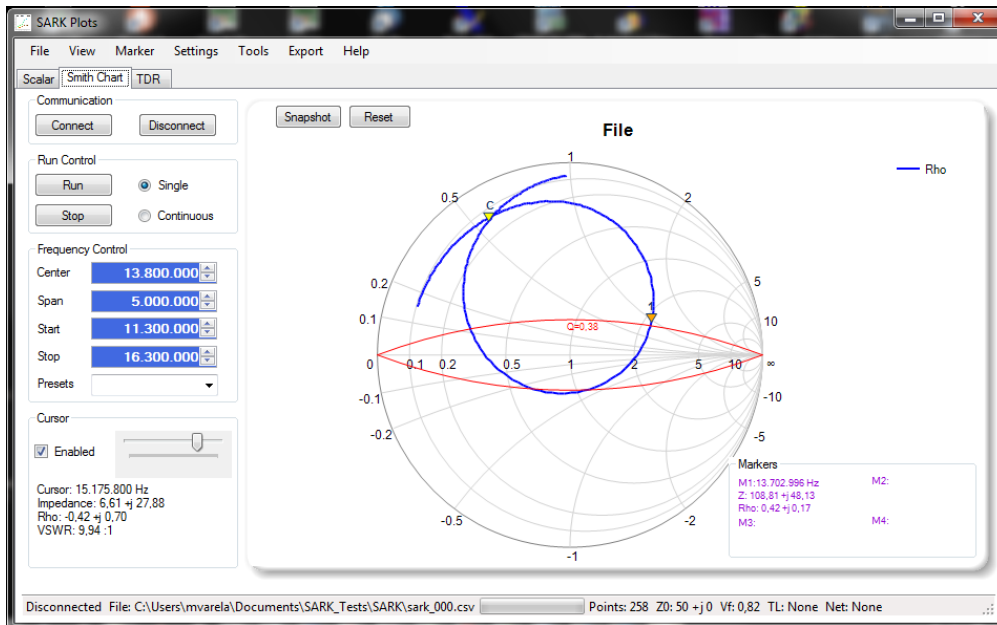 SARK Plots
File View Marker Settings Tools Export Help
Scalar Smith Chart TDR
Communication
Connect Disconnect
Run Control
Run Single
Stop Continuous
Frequency Control
Center 13.800.000
Span 5.000.000
Start 11.300.000
Stop 16.300.000
Presets
Cursor
Enabled
Cursor: 15.175.800 Hz
Impedance: 6,61 +j 27,88
Rho: -0,42 +j 0,70
VSWR: 9,94 :1
Snapshot Reset
File
Rho
1
0.5 2
C
0.2 5
1
0.1 10
Q=0,38
0 0.1 0.2 0.5 1 2 5 10 ∞
-0.1 -10
-0.2 -5
-0.5 -2
-1
Markers
M1:13.702.996 Hz M2:
Z: 108,81 +j 48,13
Rho: 0,42 +j 0,17
M3: M4:
Disconnected File: C:\Users\mvarela\Documents\SARK_Tests\SARK\sark_000.csv Points: 258 Z0: 50 +j 0 Vf: 0,82 TL: None Net: None